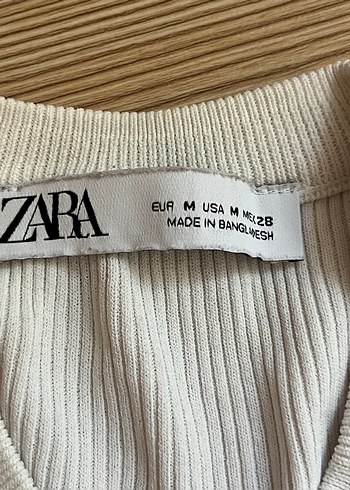 ZARA
EUR M USA M MEX 28
MADE IN BANGLADESH